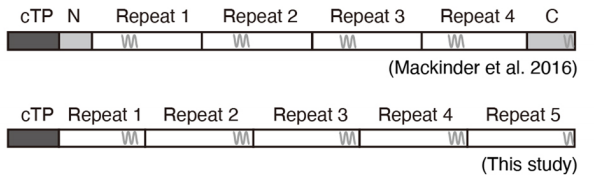 cTP N Repeat 1 Repeat 2 Repeat 3 Repeat 4 C
(Mackinder et al. 2016)
cTP Repeat 1 Repeat 2 Repeat 3 Repeat 4 Repeat 5
(This study)